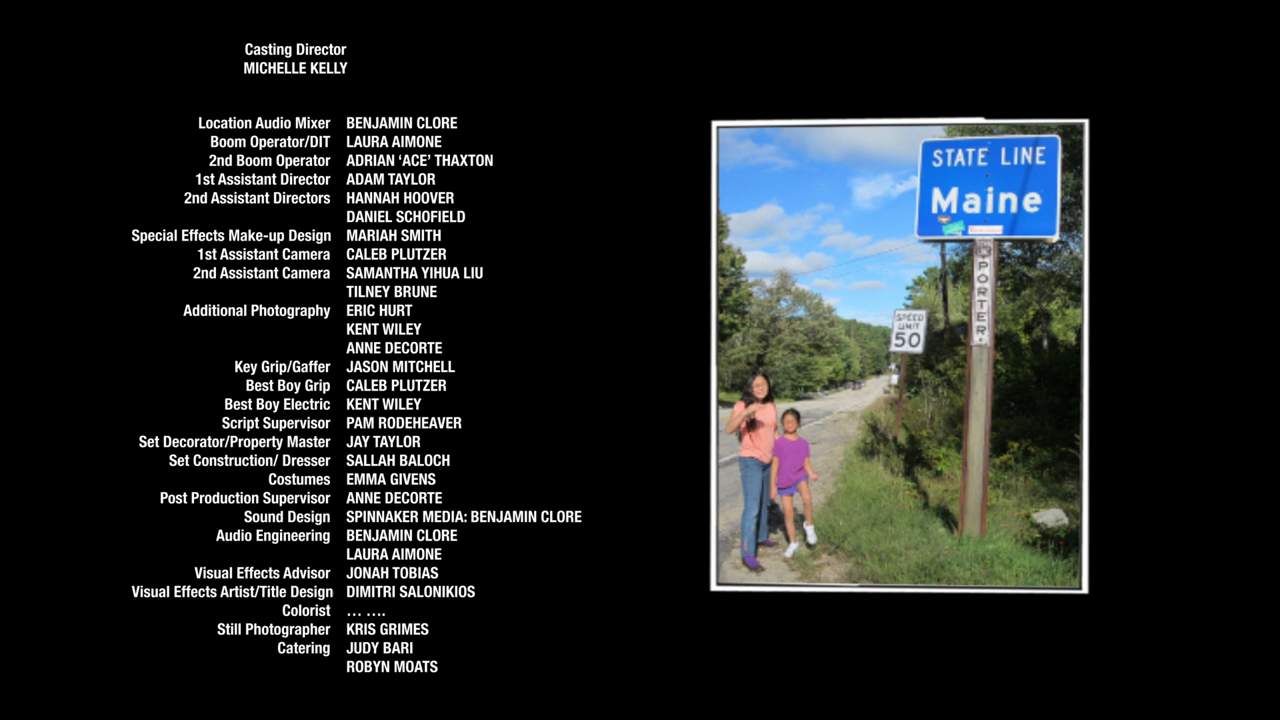 Casting Director
MICHELLE KELLY
Location Audio Mixer BENJAMIN CLORE
Boom Operator/DIT LAURA AIMONE
2nd Boom Operator ADRIAN ‘ACE’ THAXTON
1st Assistant Director ADAM TAYLOR
2nd Assistant Directors HANNAH HOOVER
DANIEL SCHOFIELD
Special Effects Make-up Design MARIAH SMITH
1st Assistant Camera CALEB PLUTZER
2nd Assistant Camera SAMANTHA YIHUA LIU
TILNEY BRUNE
Additional Photography ERIC HURT
KENT WILEY
ANNE DECORTE
Key Grip/Gaffer JASON MITCHELL
Best Boy Grip CALEB PLUTZER
Best Boy Electric KENT WILEY
Script Supervisor PAM RODEHEAVER
Set Decorator/Property Master JAY TAYLOR
Set Construction/ Dresser SALLAH BALOCH
Costumes EMMA GIVENS
Post Production Supervisor ANNE DECORTE
Sound Design SPINNAKER MEDIA: BENJAMIN CLORE
Audio Engineering BENJAMIN CLORE
LAURA AIMONE
Visual Effects Advisor JONAH TOBIAS
Visual Effects Artist/Title Design DIMITRI SALONIKIOS
Colorist … ….
Still Photographer KRIS GRIMES
Catering JUDY BARI
ROBYN MOATS
STATE LINE
Maine
PORTER
SPEED
LIMIT
50